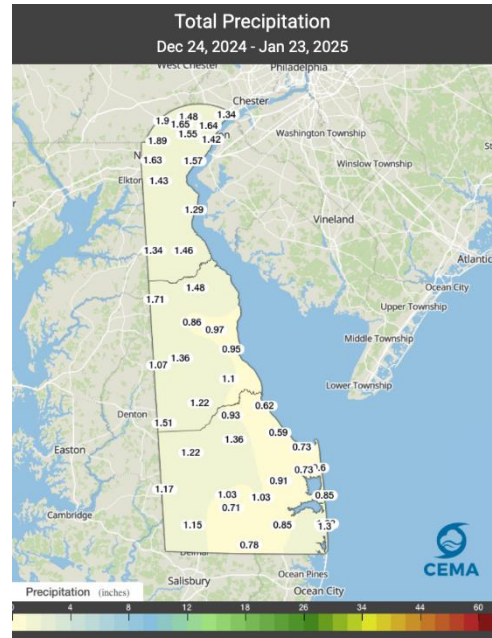 Total Precipitation
Dec 24, 2024 - Jan 23, 2025
West Chester
Philadelphia
Chester
1.9
1.48
1.34
1.65
1.64
1.55
1.42
1.89
Washington Township
1.63
1.57
Elkton
1.43
Winslow Township
1.29
Vineland
1.34
1.46
Atlantic
1.48
Ocean City
1.71
Upper Township
0.86
0.97
0.95
Middle Township
1.07
1.36
1.1
Lower Township
1.22
0.62
Denton
0.93
1.51
0.59
1.36
Easton
1.22
0.73
0.73
0.91
1.17
1.03
1.03
0.85
0.71
Cambridge
1.15
0.85
1.3
0.78
CEMA
Salisbury
Ocean Pines
Ocean City
Precipitation (inches)
4
8
12
18
26
34
44
60